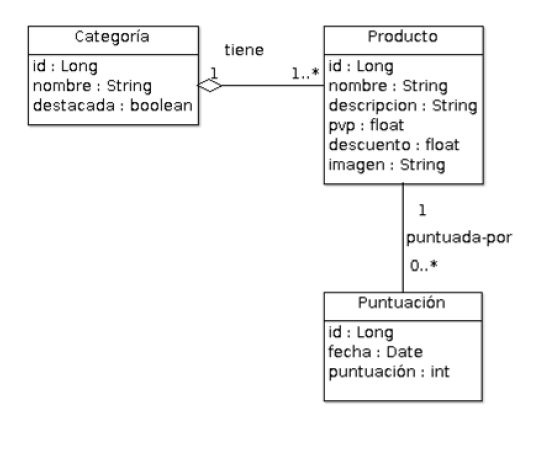 Categoría
id : Long
nombre : String
destacada : boolean
tiene
1
1..*
Producto
id : Long
nombre : String
descripcion : String
pvp : float
descuento : float
imagen : String
1
puntuada-por
0..*
Puntuación
id : Long
fecha : Date
puntuación : int